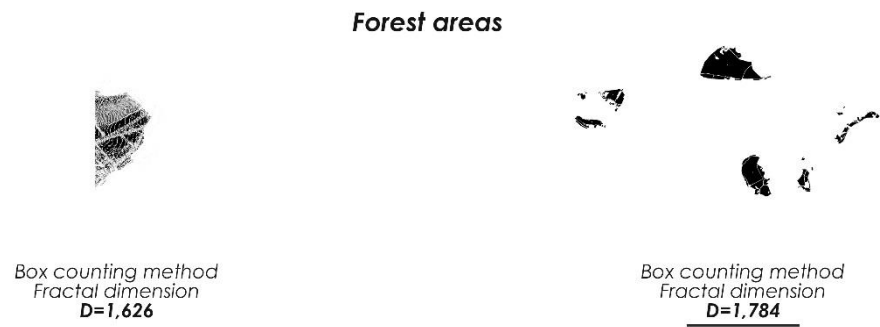 Forest areas
Box counting method
Fractal dimension
D=1,626
Box counting method
Fractal dimension
D=1,784